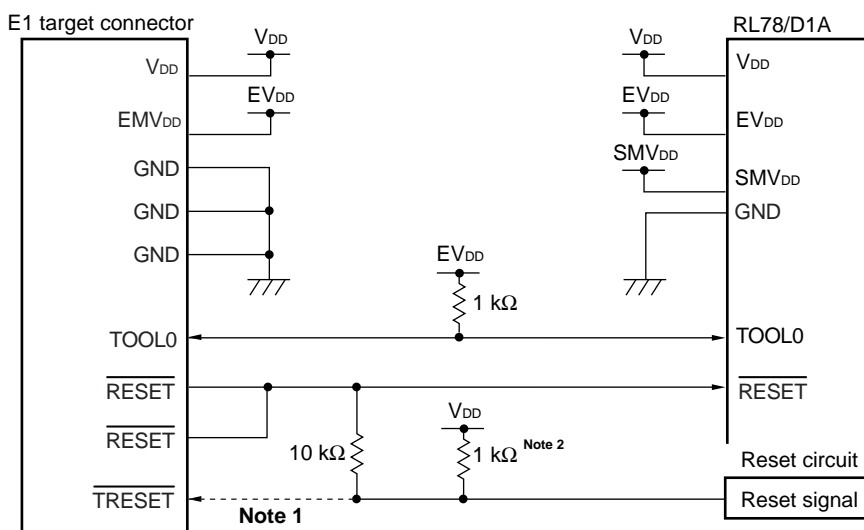 E1 target connector
RL78/D1A
VDD
VDD
VDD
VDD
EVDD
EVDD
EMVDD
EVDD
SMVDD
GND
SMVDD
GND
GND
GND
EVDD
1 kΩ
TOOL0
TOOL0
RESET
RESET
VDD
RESET
10 kΩ
1 kΩ Note 2
Reset circuit
TRESET
Note 1
Reset signal